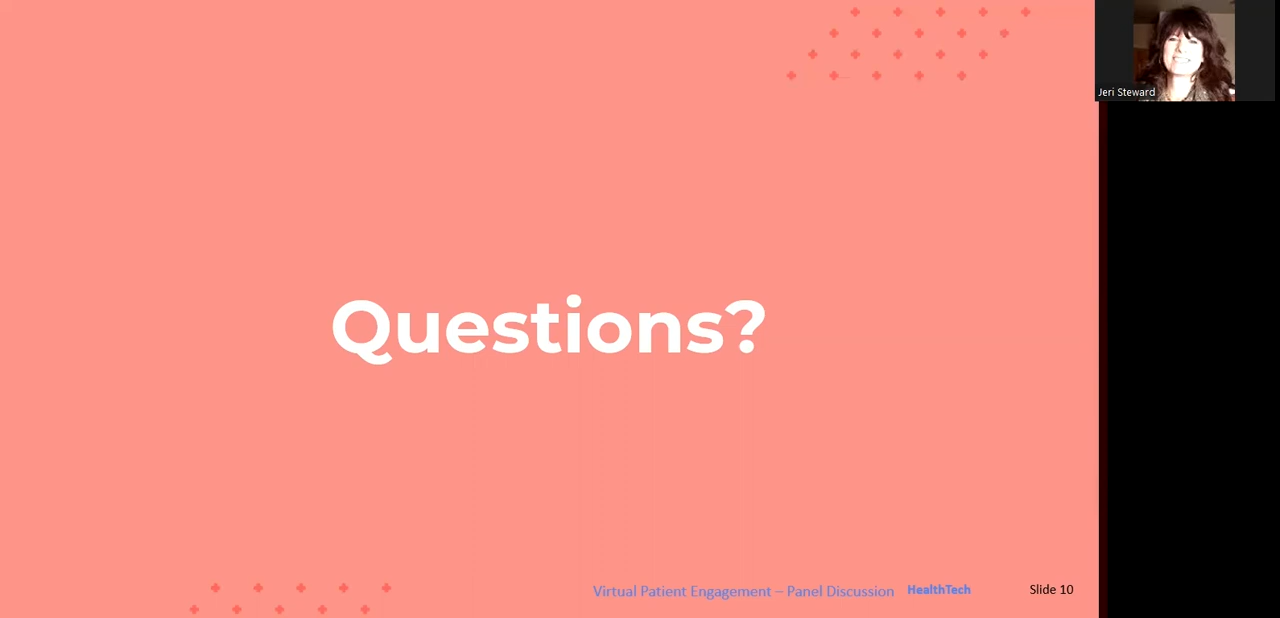 Jeri Steward
Questions?
Virtual Patient Engagement – Panel Discussion HealthTech Slide 10